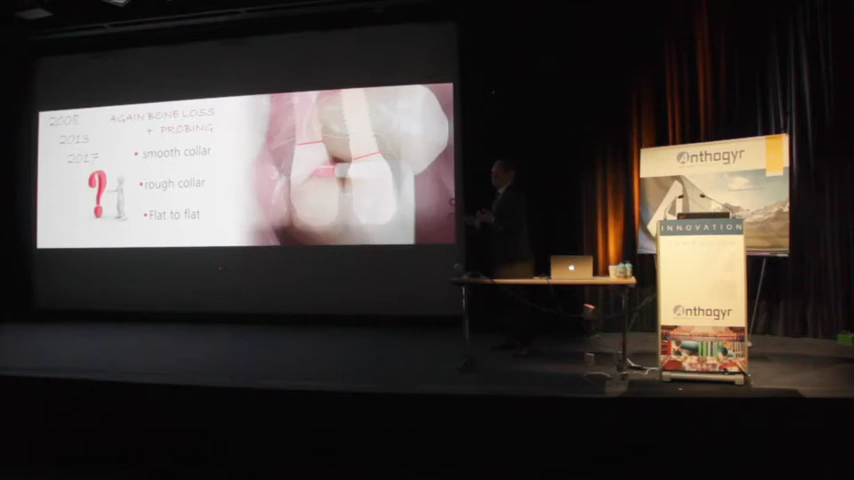 2008
AGAIN BONE LOSS
+ PROBING
2013
2017
• smooth collar
• rough collar
• Flat to flat
?
Anthogyr
INNOVATION
Anthogyr